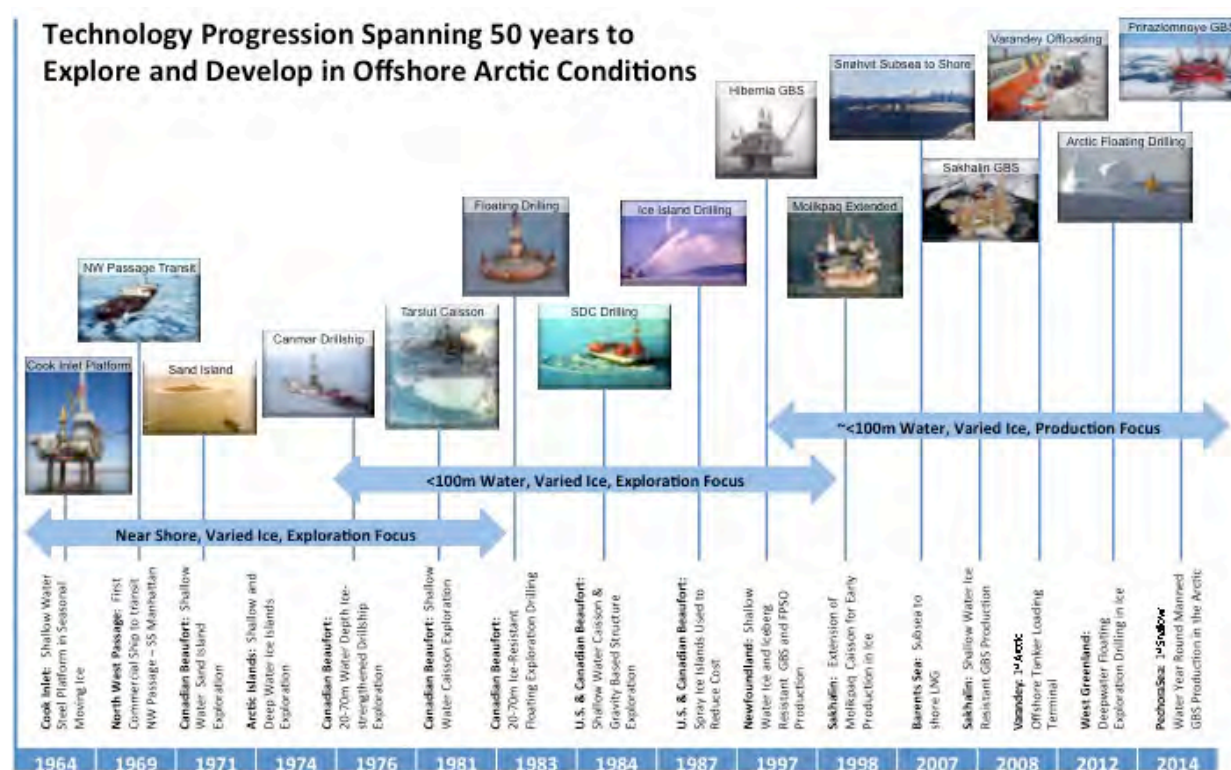 Technology Progression Spanning 50 years to
Explore and Develop in Offshore Arctic Conditions
Cook Inlet Platform
NW Passage Transit
Sand Island
Canmar Drillship
Tarsiut Caisson
Floating Drilling
SDC Drilling
Ice Island Drilling
Hibernia GBS
Molikpaq Extended
Snøhvit Subsea to Shore
Sakhalin GBS
Varandey Offloading
Arctic Floating Drilling
Prirazlomnoye GBS
~<100m Water, Varied Ice, Production Focus
<100m Water, Varied Ice, Exploration Focus
Near Shore, Varied Ice, Exploration Focus
Cook Inlet: Shallow Water
Steel Platform in Seasonal
Moving Ice
North West Passage: First
Commercial Ship to transit
NW Passage – SS Manhattan
Canadian Beaufort: Shallow
Water Sand Island
Exploration
Arctic Islands: Shallow and
Deep Water Ice Islands
Exploration
Canadian Beaufort:
20-70m Water Depth Ice-
strengthened Drillship
Exploration
Canadian Beaufort: Shallow
Water Caisson Exploration
Canadian Beaufort:
20-70m Ice-Resistant
Floating Exploration Drilling
U.S. & Canadian Beaufort:
Shallow Water Caisson &
Gravity Based Structure
Exploration
U.S. & Canadian Beaufort:
Spray Ice Islands Used to
Reduce Cost
Newfoundland: Shallow
Water Ice and Iceberg
Resistant GBS and FPSO
Production
Sakhalin: Extension of
Molikpaq Caisson for Early
Production in Ice
Barents Sea: Subsea to
shore LNG
Sakhalin: Shallow Water Ice
Resistant GBS Production
Varandey: 1st Arctic
Offshore Tanker Loading
Terminal
West Greenland:
Deepwater Floating
Exploration Drilling in Ice
Pechora Sea: 1st Shallow
Water Year Round Manned
GBS Production in the Arctic
1964 1969 1971 1974 1976 1981 1983 1984 1987 1997 1998 2007 2008 2012 2014